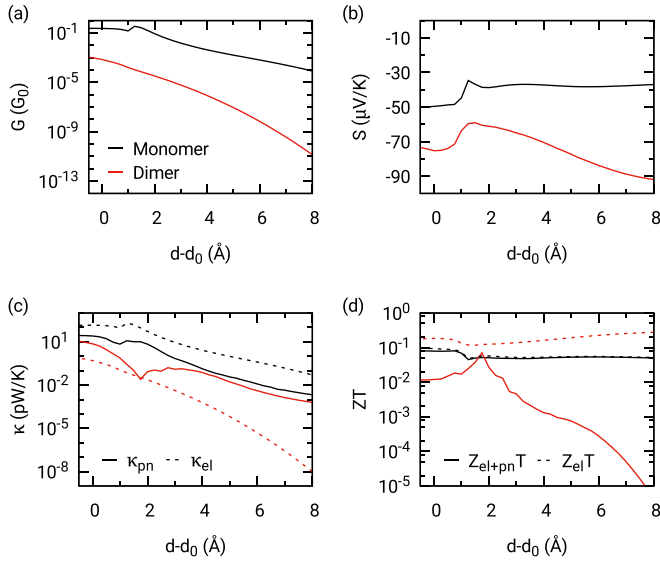 (a)
10⁻¹
10⁻⁵
10⁻⁹
10⁻¹³
G (G₀)
Monomer
Dimer
0 2 4 6 8
d-d₀ (Å)
(b)
-10
-30
-50
-70
-90
S (μV/K)
0 2 4 6 8
d-d₀ (Å)
(c)
10¹
10⁻²
10⁻⁵
10⁻⁸
κ (pW/K)
κₚₙ κₑₗ
0 2 4 6 8
d-d₀ (Å)
(d)
10⁰
10⁻¹
10⁻²
10⁻³
10⁻⁴
10⁻⁵
ZT
Zₑₗ₊ₚₙT ZₑₗT
0 2 4 6 8
d-d₀ (Å)